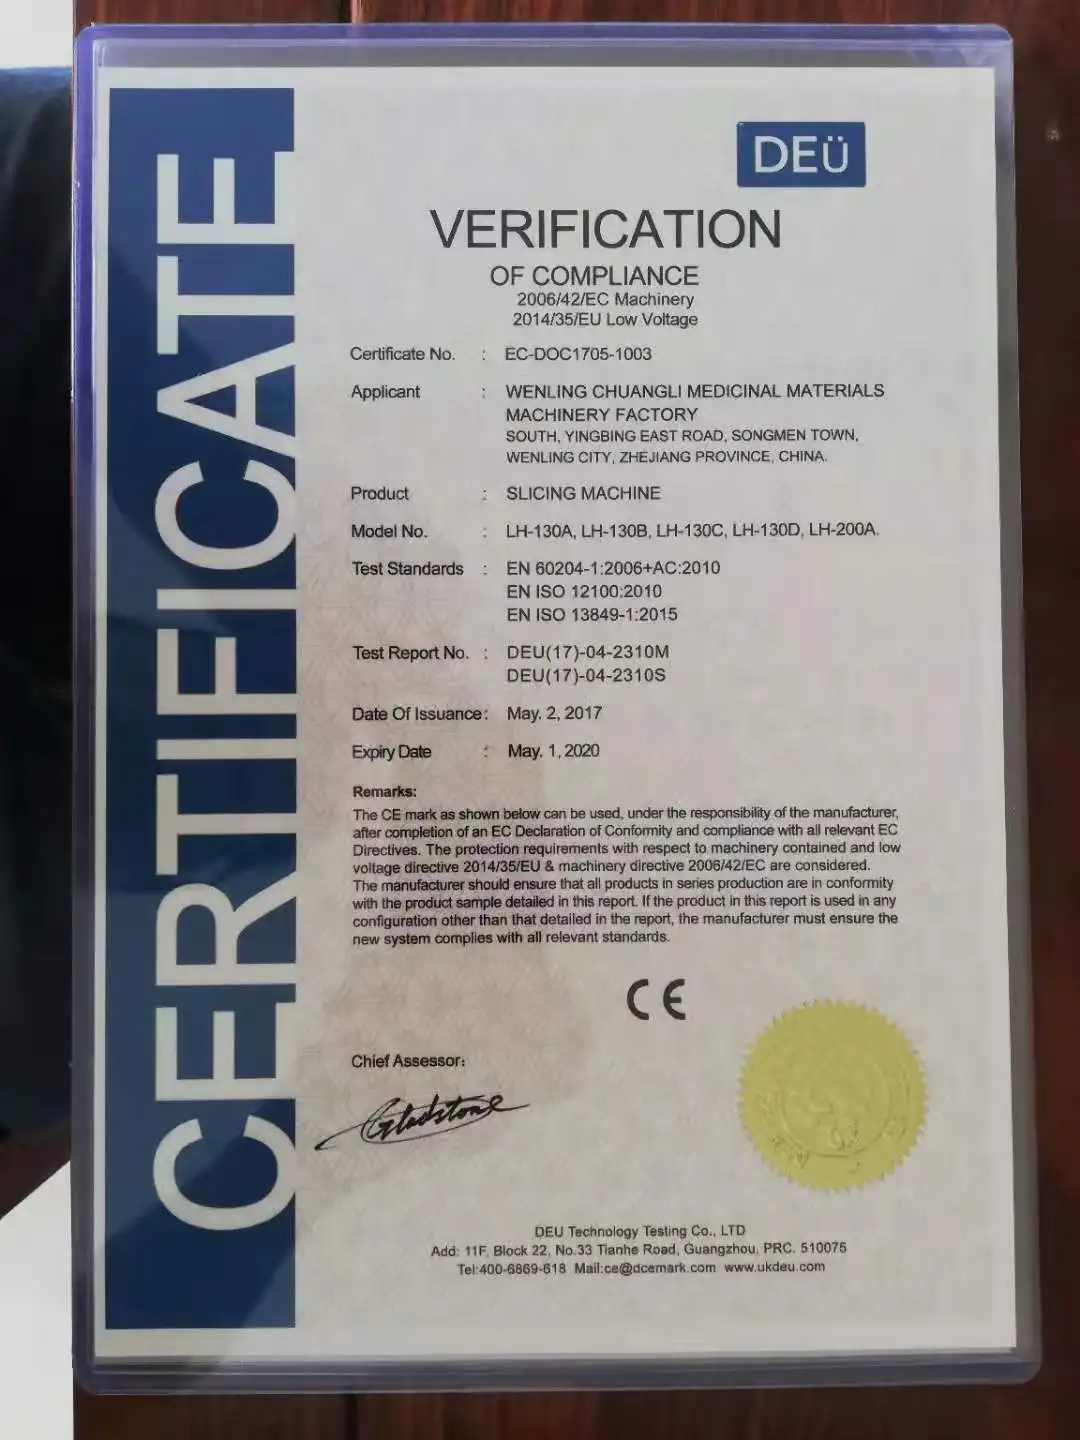 CERTIFICATE
DEÜ
VERIFICATION
OF COMPLIANCE
2006/42/EC Machinery
2014/35/EU Low Voltage
Certificate No. : EC-DOC1705-1003
Applicant : WENLING CHUANGLI MEDICINAL MATERIALS
MACHINERY FACTORY
SOUTH, YINGBING EAST ROAD, SONGMEN TOWN,
WENLING CITY, ZHEJIANG PROVINCE, CHINA.
Product : SLICING MACHINE
Model No. : LH-130A, LH-130B, LH-130C, LH-130D, LH-200A.
Test Standards : EN 60204-1:2006+AC:2010
EN ISO 12100:2010
EN ISO 13849-1:2015
Test Report No. : DEU(17)-04-2310M
DEU(17)-04-2310S
Date Of Issuance: May. 2, 2017
Expiry Date : May. 1, 2020
Remarks:
The CE mark as shown below can be used, under the responsibility of the manufacturer,
after completion of an EC Declaration of Conformity and compliance with all relevant EC
Directives. The protection requirements with respect to machinery contained and low
voltage directive 2014/35/EU & machinery directive 2006/42/EC are considered.
The manufacturer should ensure that all products in series production are in conformity
with the product sample detailed in this report. If the product in this report is used in any
configuration other than that detailed in the report, the manufacturer must ensure the
new system complies with all relevant standards.
CE
Chief Assessor:
Gladstone
DEU Technology Testing Co., LTD
Add: 11F, Block 22, No.33 Tianhe Road, Guangzhou, PRC. 510075
Tel:400-6869-618 Mail:ce@dcemark.com www.ukdeu.com